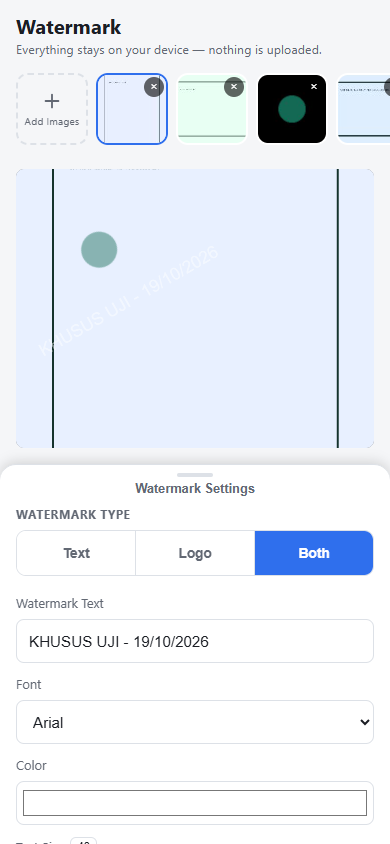 Watermark
Everything stays on your device — nothing is uploaded.
Add Images
KHUSUS UJI - 19/10/2026
Watermark Settings
WATERMARK TYPE
Text
Logo
Both
Watermark Text
KHUSUS UJI - 19/10/2026
Font
Arial
Color